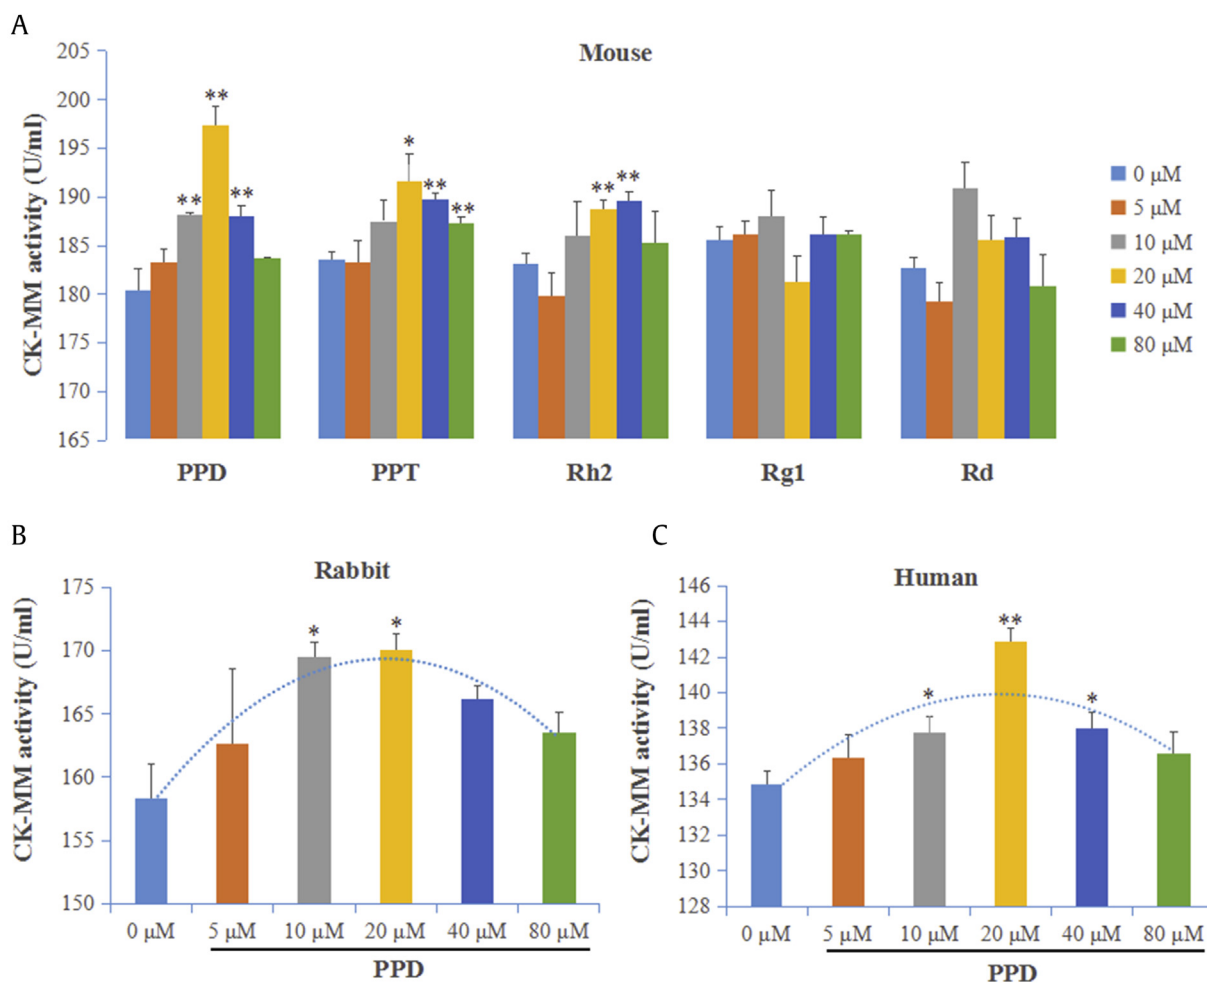 A
Mouse
CK-MM activity (U/ml)
205
200
195
190
185
180
175
170
165
**
**
**
*
**
**
**
**
PPD
PPT
Rh2
Rg1
Rd
0 μM
5 μM
10 μM
20 μM
40 μM
80 μM
B
Rabbit
CK-MM activity (U/ml)
175
170
165
160
155
150
*
*
0 μM 5 μM 10 μM 20 μM 40 μM 80 μM
PPD
C
Human
CK-MM activity (U/ml)
146
144
142
140
138
136
134
132
130
128
*
**
*
0 μM 5 μM 10 μM 20 μM 40 μM 80 μM
PPD